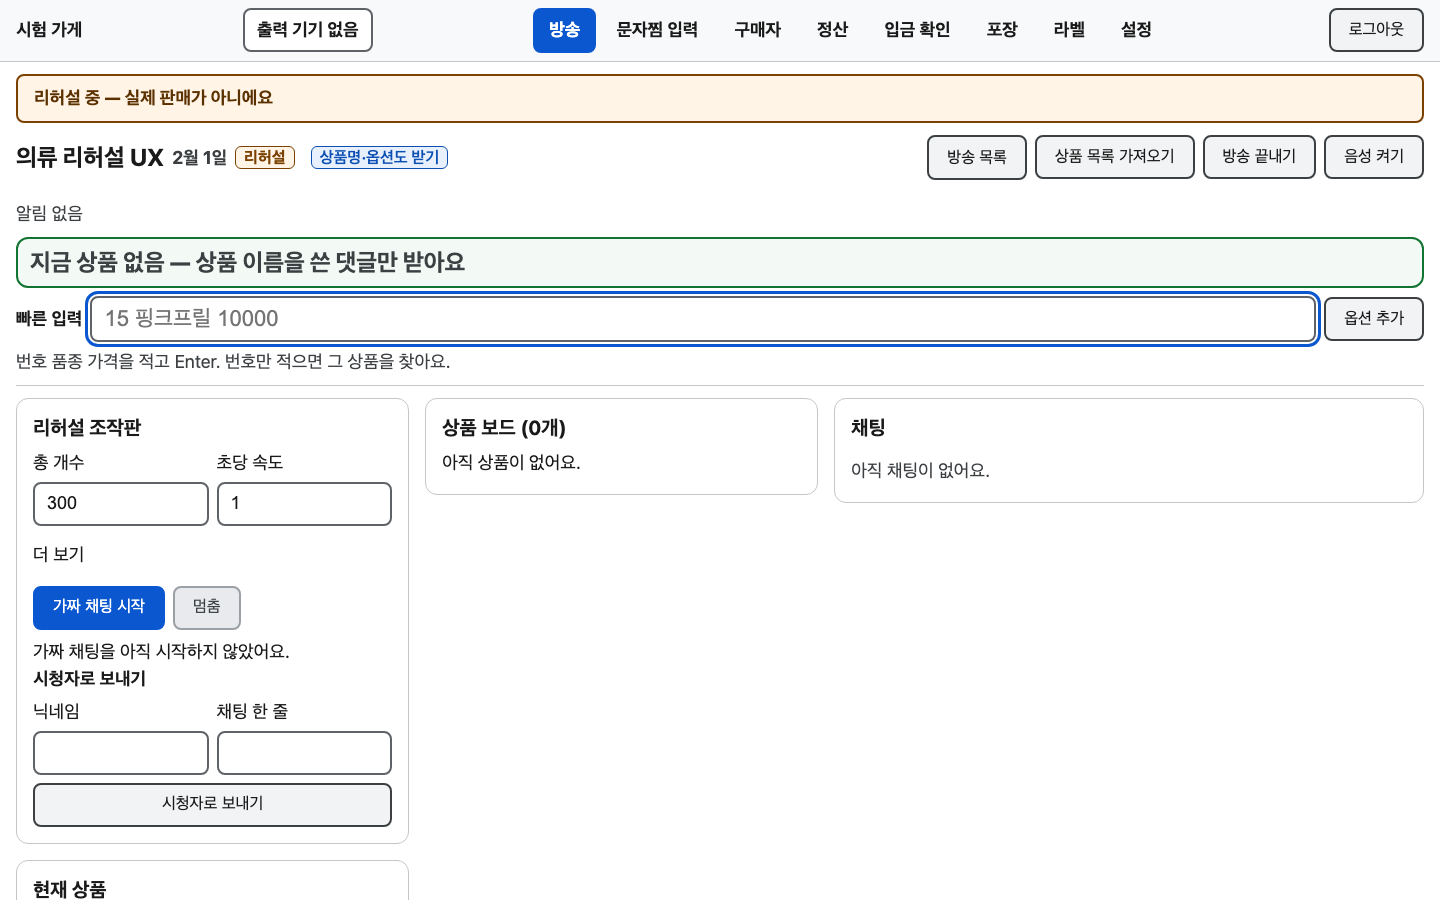 시험 가게
출력 기기 없음
방송
문자찜 입력
구매자
정산
입금 확인
포장
라벨
설정
로그아웃
리허설 중 — 실제 판매가 아니에요
의류 리허설 UX 2월 1일 리허설 상품명·옵션도 받기
방송 목록
상품 목록 가져오기
방송 끝내기
음성 켜기
알림 없음
지금 상품 없음 — 상품 이름을 쓴 댓글만 받아요
빠른 입력
15 핑크프릴 10000
옵션 추가
번호 품종 가격을 적고 Enter. 번호만 적으면 그 상품을 찾아요.
리허설 조작판
총 개수
초당 속도
300
1
더 보기
가짜 채팅 시작
멈춤
가짜 채팅을 아직 시작하지 않았어요.
시청자로 보내기
닉네임
채팅 한 줄
시청자로 보내기
현재 상품
상품 보드 (0개)
아직 상품이 없어요.
채팅
아직 채팅이 없어요.